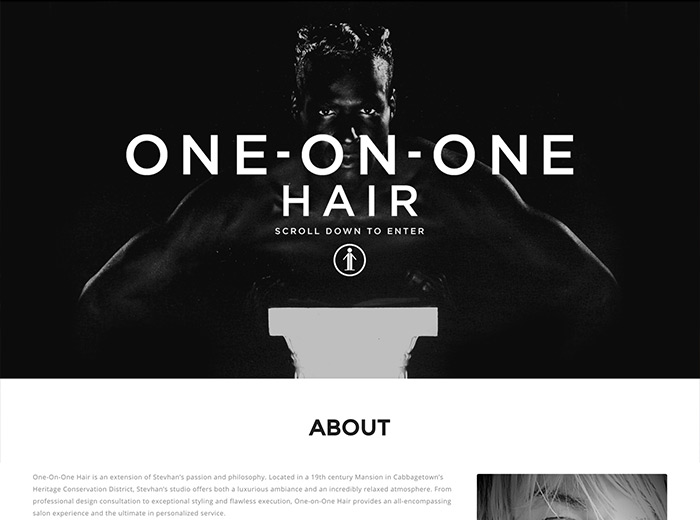 ONE-ON-ONE
HAIR
SCROLL DOWN TO ENTER
ABOUT
One-On-One Hair is an extension of Stevhan's passion and philosophy. Located in a 19th century Mansion in Cabbagetown's
Heritage Conservation District, Stevhan's studio offers both a luxurious ambiance and an incredibly relaxed atmosphere. From
professional design consultation to exceptional styling and flawless execution, One-on-One Hair provides an all-encompassing
salon experience and the ultimate in personalized service.